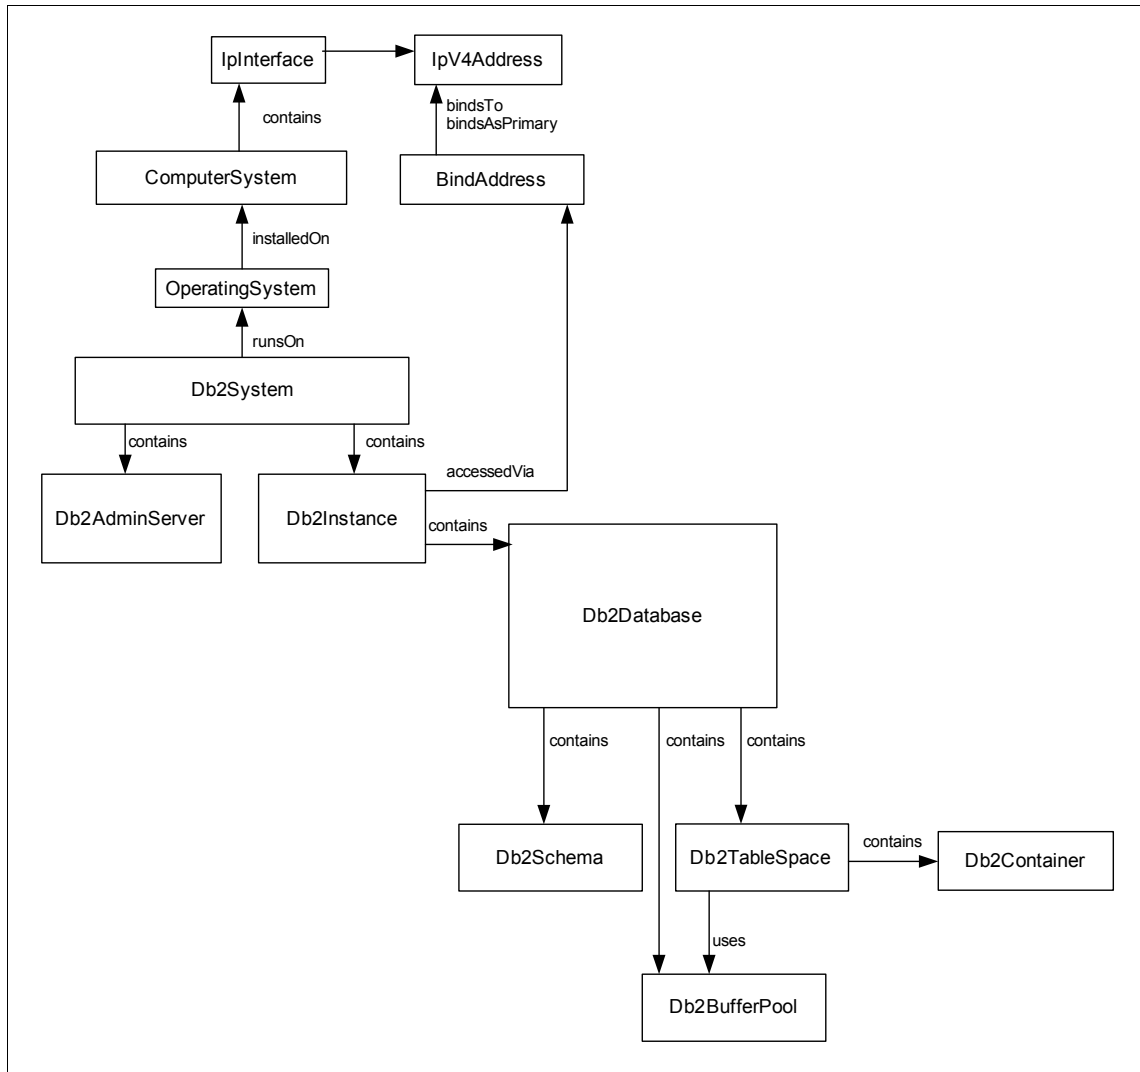 IpInterface
IpV4Address
contains
bindsTo
bindsAsPrimary
ComputerSystem
BindAddress
installedOn
OperatingSystem
runsOn
Db2System
contains
contains
accessedVia
Db2AdminServer
Db2Instance
contains
Db2Database
contains
contains
contains
Db2Schema
Db2TableSpace
contains
Db2Container
uses
Db2BufferPool